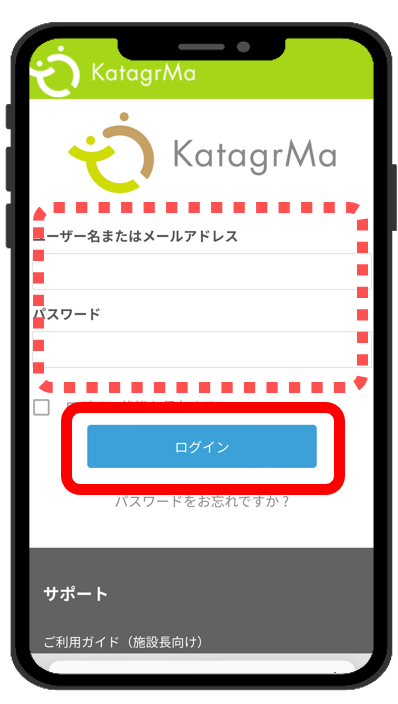 KatagrMa
KatagrMa
ユーザー名またはメールアドレス
パスワード
ログイン
パスワードをお忘れですか？
サポート
ご利用ガイド（施設長向け）